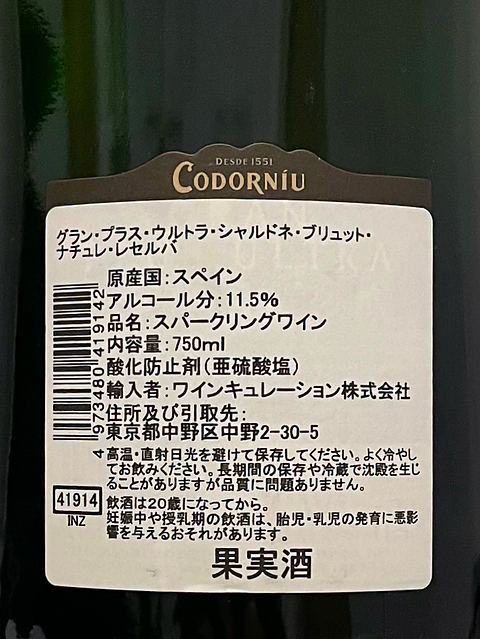 DESDE 1551
CODORNÍU
グラン・プラス・ウルトラ・シャルドネ・ブリュット・
ナチュレ・レセルバ
原産国:スペイン
アルコール分:11.5%
品名:スパークリングワイン
内容量:750ml
酸化防止剤(亜硫酸塩)
輸入者:ワインキュレーション株式会社
住所及び引取先:
東京都中野区中野2-30-5
4 973480 419142
高温・直射日光を避けて保存してください。よく冷やし
てお飲みください。長期間の保存や冷蔵で沈殿を生じ
ることがありますが品質に問題ありません。
41914
INZ
飲酒は20歳になってから。
妊娠中や授乳期の飲酒は、胎児・乳児の発育に悪影
響を与えるおそれがあります。
果実酒